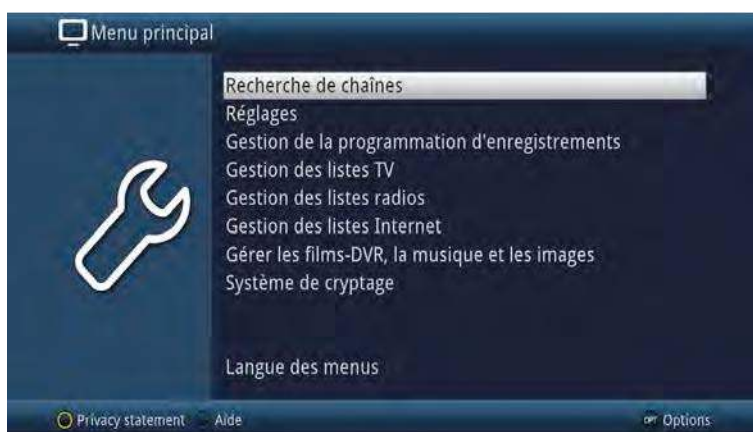 Menu principal
Recherche de chaînes
Réglages
Gestion de la programmation d'enregistrements
Gestion des listes TV
Gestion des listes radios
Gestion des listes Internet
Gérer les films-DVR, la musique et les images
Système de cryptage
Langue des menus
Privacy statement Aide OPT Options